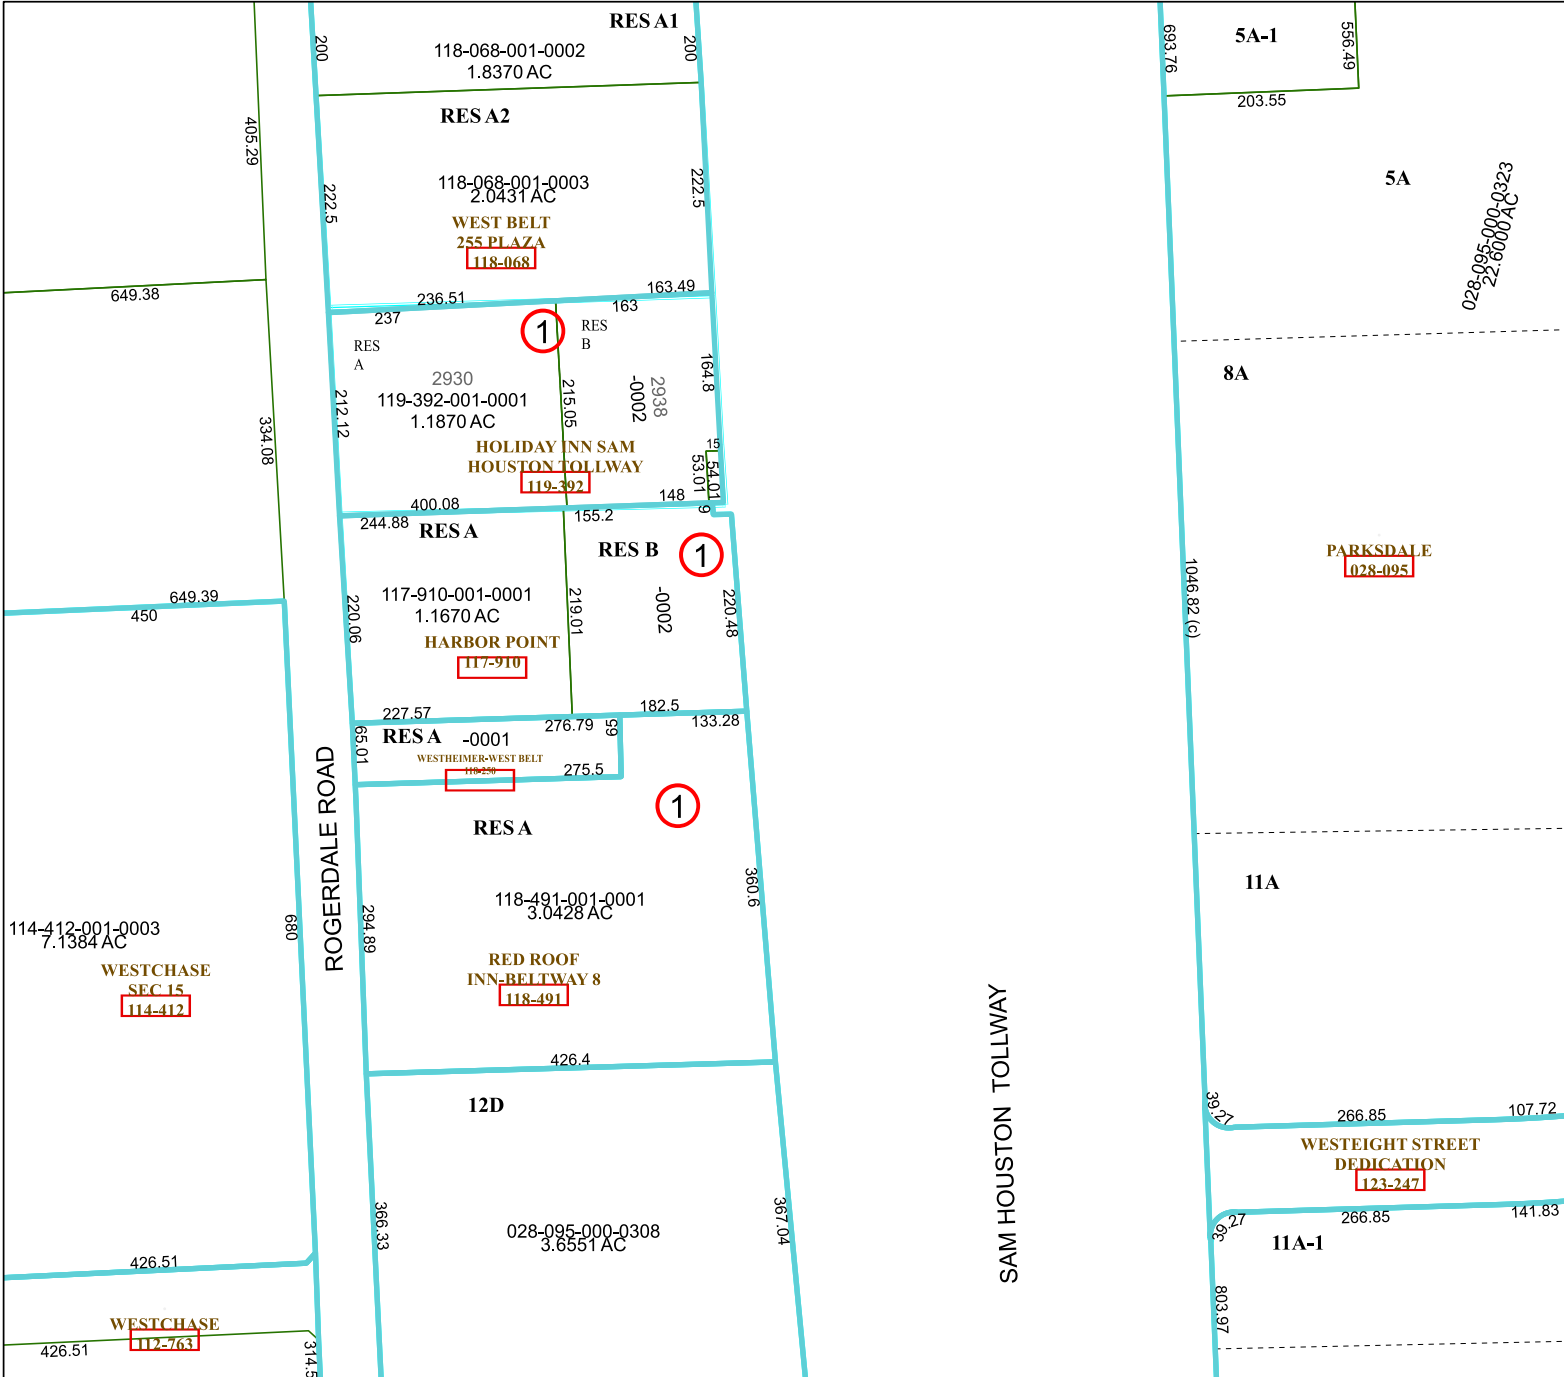 RES A1
200
118-068-001-0002
1.8370 AC
200
693.76
5A-1
556.49
203.55
RES A2
405.29
222.5
118-068-001-0003
2.0431 AC
222.5
5A
028-095-000-0323
22.6000 AC
WEST BELT
255 PLAZA
118-068
649.38
236.51
163.49
237
163
1
RES
A
RES
B
8A
2930
119-392-001-0001
1.1870 AC
212.12
215.05
-0002
2938
164.8
334.08
HOLIDAY INN SAM
HOUSTON TOLLWAY
119-392
15
53.01
54.01
400.08
148
9
244.88
155.2
RES A
RES B
1
PARKSDALE
028-095
649.39
450
117-910-001-0001
1.1670 AC
220.06
219.01
-0002
220.48
1046.82 (c)
HARBOR POINT
117-910
227.57
276.79
182.5
133.28
65.01
RES A
-0001
65
WESTHEIMER-WEST BELT
118-250
275.5
ROGERDALE ROAD
1
RES A
360.6
11A
118-491-001-0001
3.0428 AC
114-412-001-0003
7.1384 AC
680
294.89
WESTCHASE
SEC 15
114-412
RED ROOF
INN-BELTWAY 8
118-491
SAM HOUSTON TOLLWAY
426.4
12D
39.27
266.85
107.72
WESTEIGHT STREET
DEDICATION
123-247
366.33
028-095-000-0308
3.6551 AC
367.04
39.27
266.85
141.83
11A-1
426.51
803.97
WESTCHASE
112-763
426.51
314.5